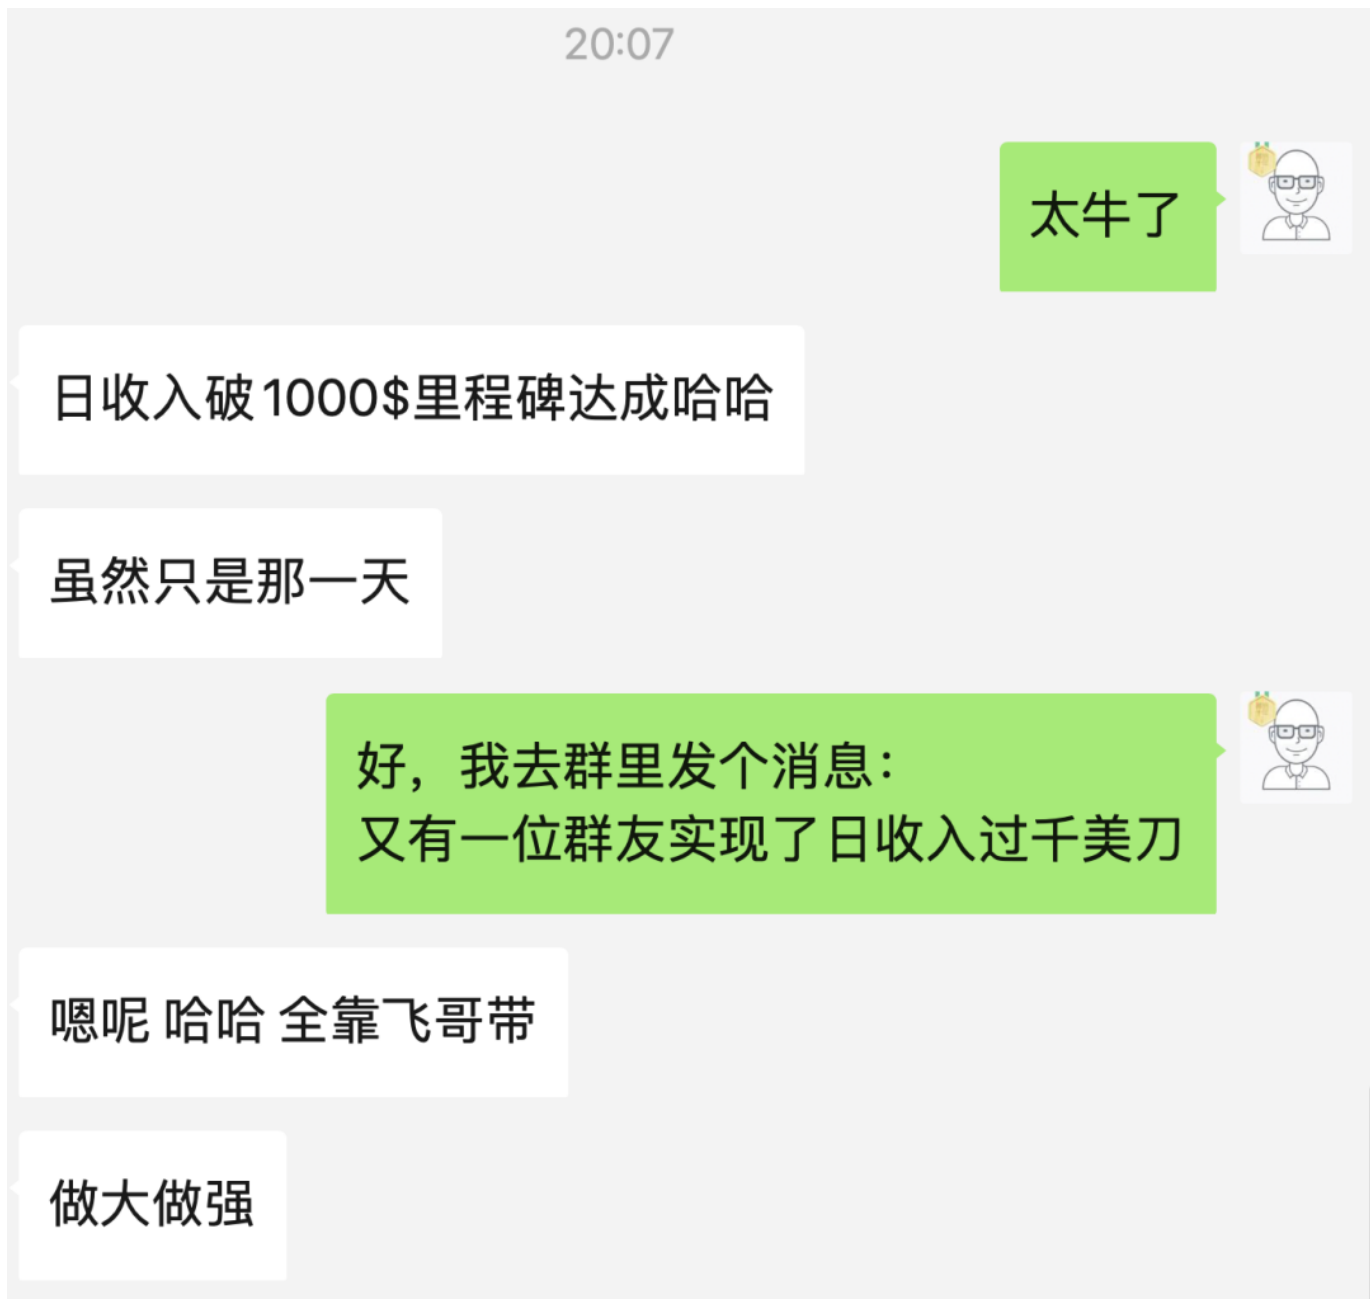 20:07
太牛了
日收入破1000$里程碑达成哈哈
虽然只是那一天
好，我去群里发个消息：
又有一位群友实现了日收入过千美刀
嗯呢 哈哈 全靠飞哥带
做大做强